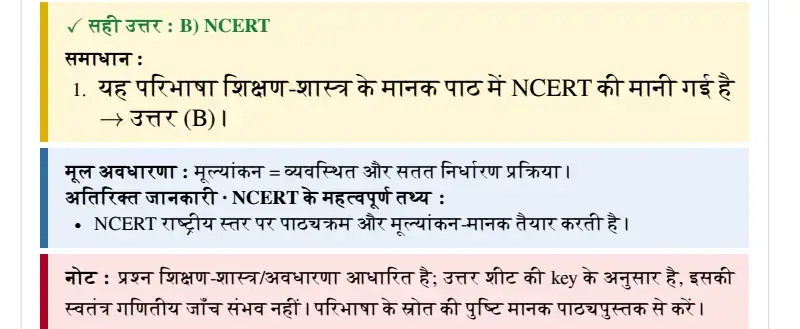 ✓ सही उत्तर : B) NCERT
समाधान :
1. यह परिभाषा शिक्षण-शास्त्र के मानक पाठ में NCERT की मानी गई है
→ उत्तर (B)।
मूल अवधारणा : मूल्यांकन = व्यवस्थित और सतत निर्धारण प्रक्रिया।
अतिरिक्त जानकारी · NCERT के महत्वपूर्ण तथ्य :
• NCERT राष्ट्रीय स्तर पर पाठ्यक्रम और मूल्यांकन-मानक तैयार करती है।
नोट : प्रश्न शिक्षण-शास्त्र/अवधारणा आधारित है; उत्तर शीट की key के अनुसार है, इसकी
स्वतंत्र गणितीय जाँच संभव नहीं। परिभाषा के स्रोत की पुष्टि मानक पाठ्यपुस्तक से करें।